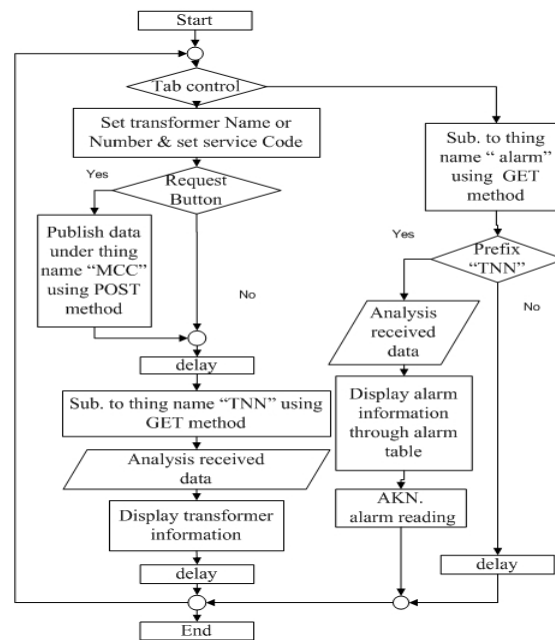 Start
Tab control
Set transformer Name or
Number & set service Code
Yes
Request
Button
Publish data
under thing
name “MCC”
using POST
method
No
delay
Sub. to thing name “TNN” using
GET method
Analysis received
data
Display transformer
information
delay
End
Sub. to thing
name “ alarm”
using GET
method
Yes
Prefix
“TNN”
No
Analysis
received
data
Display alarm
information
through alarm
table
AKN.
alarm reading
delay